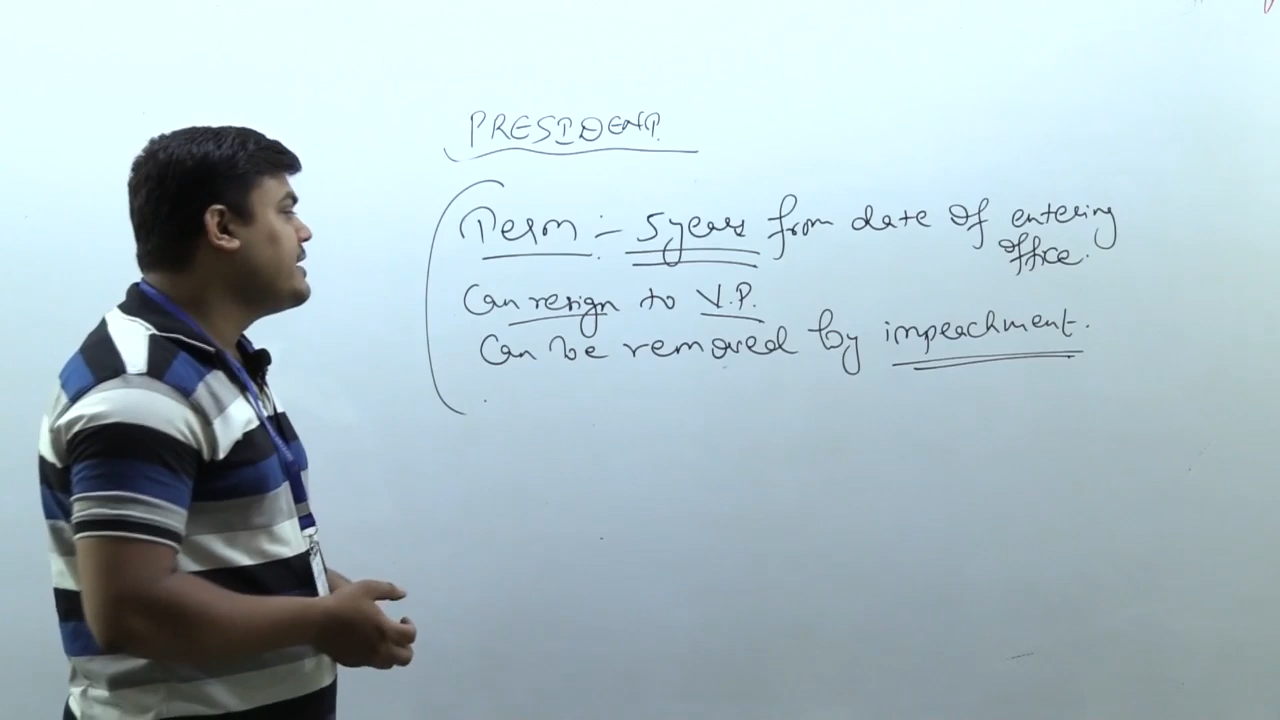 PRESIDENT
Term :- 5 years from date of entering
office.
Can resign to V.P.
Can be removed by impeachment.